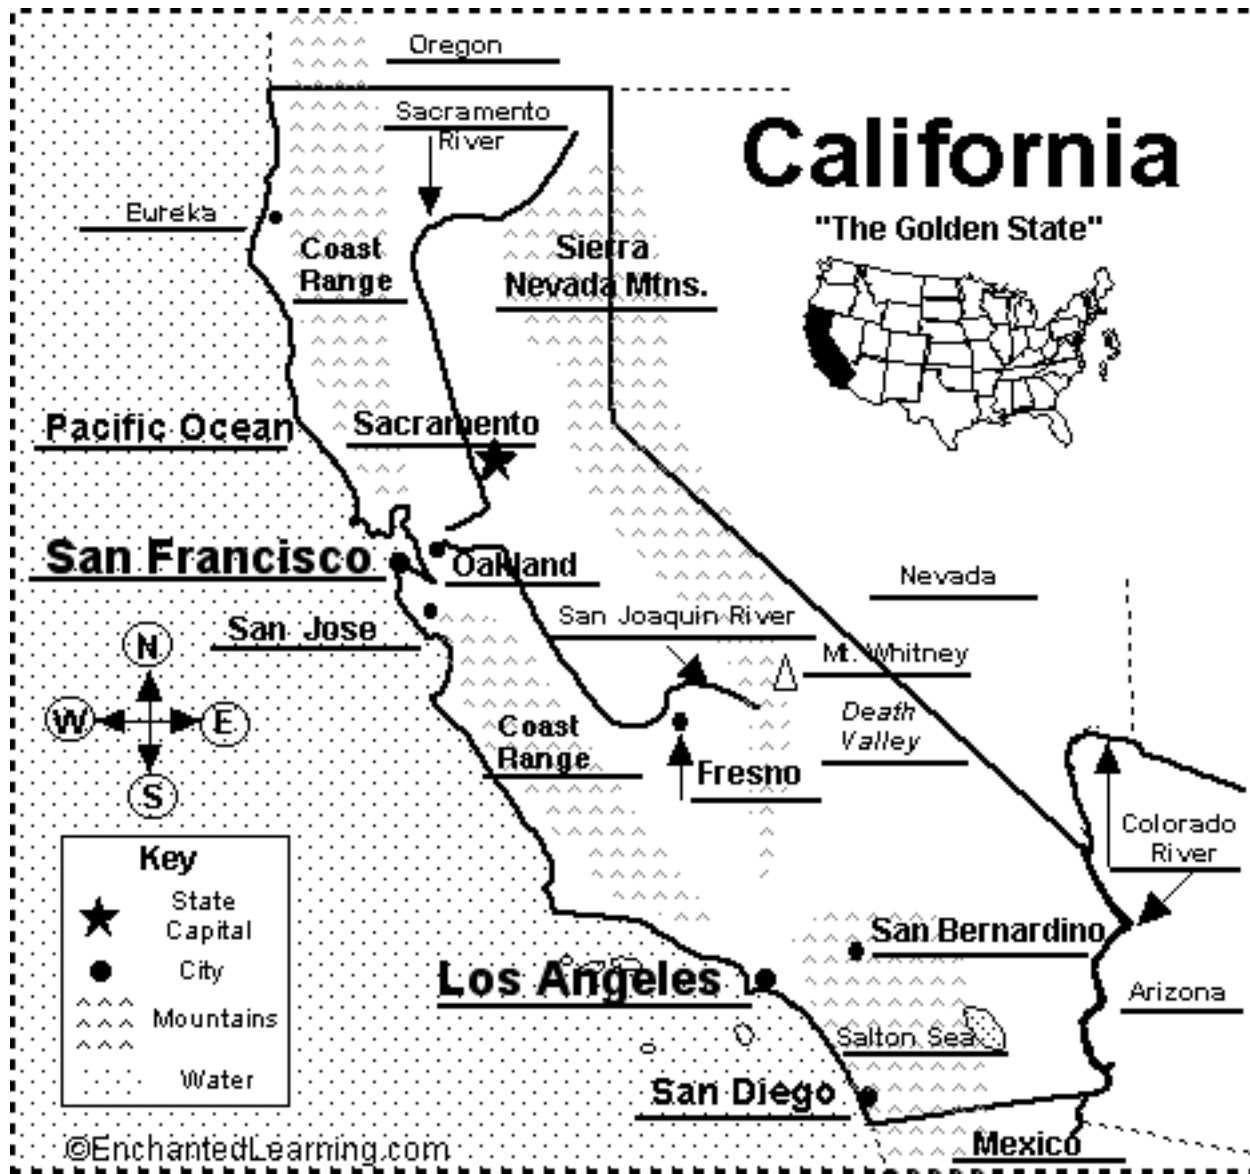 Oregon
Sacramento
River
California
"The Golden State"
Eureka
Coast
Range
Sierra
Nevada Mtns.
Pacific Ocean
Sacramento
San Francisco
Oakland
Nevada
San Jose
San Joaquin River
N
W
E
S
Mt. Whitney
Death
Valley
Coast
Range
Fresno
Colorado
River
Key
State
Capital
City
Mountains
Water
San Bernardino
Los Angeles
Arizona
Salton Sea
San Diego
Mexico
©EnchantedLearning.com